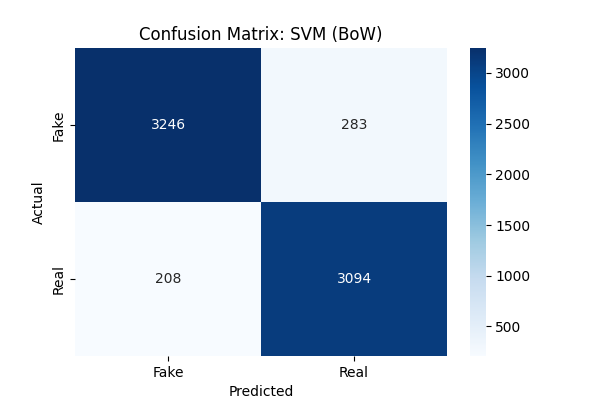 Confusion Matrix: SVM (BoW)
Actual
Fake
Real
3246 283
208 3094
Fake Real
Predicted
3000
2500
2000
1500
1000
500